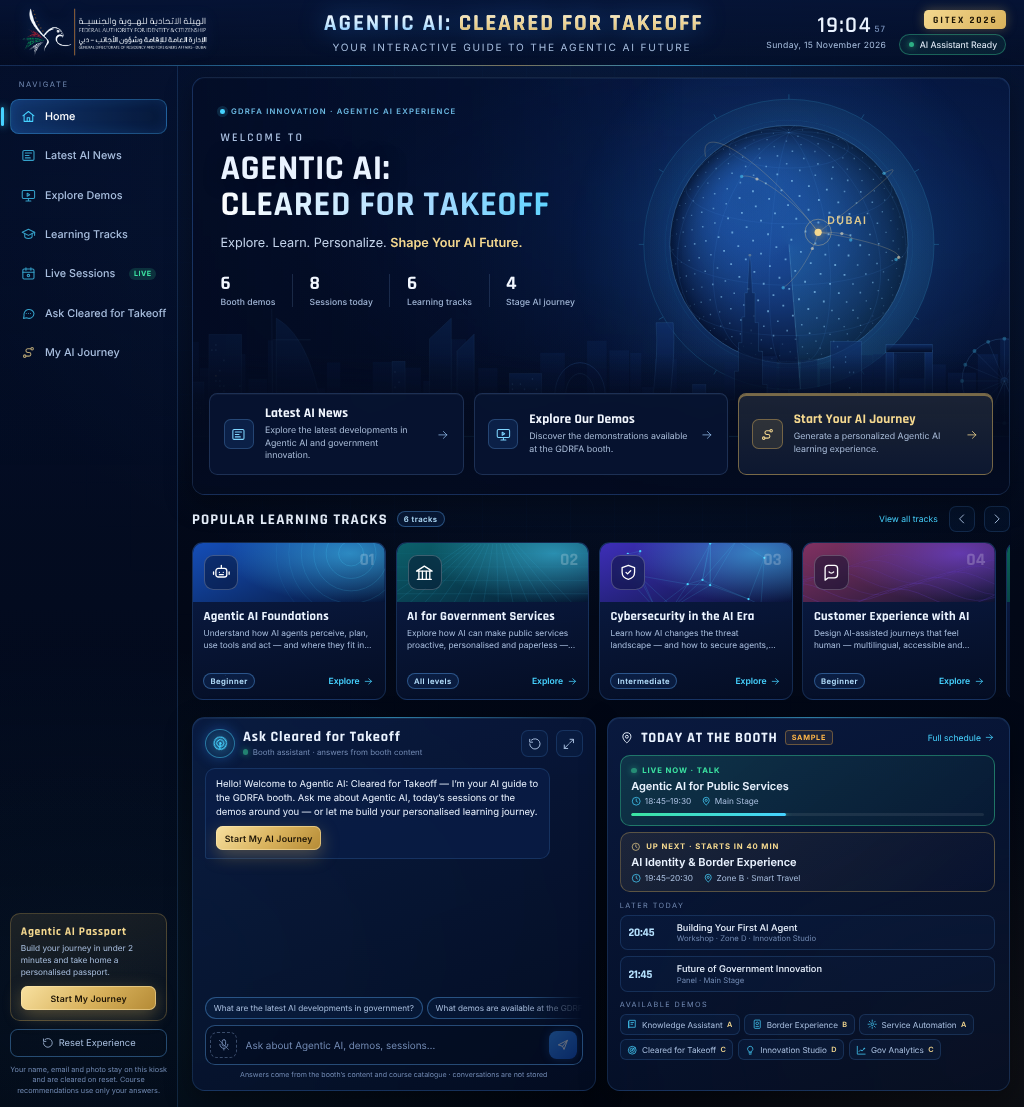 الهيئة الاتحادية للهــوية والجنسيــة
FEDERAL AUTHORITY FOR IDENTITY & CITIZENSHIP
الإدارة العامة للإقامة وشؤون الأجانب - دبي
GENERAL DIRECTORATE OF RESIDENCY AND FOREIGNERS AFFAIRS - DUBAI
AGENTIC AI: CLEARED FOR TAKEOFF
YOUR INTERACTIVE GUIDE TO THE AGENTIC AI FUTURE
19:04 57
Sunday, 15 November 2026
GITEX 2026
AI Assistant Ready
NAVIGATE
Home
Latest AI News
Explore Demos
Learning Tracks
Live Sessions LIVE
Ask Cleared for Takeoff
My AI Journey
Agentic AI Passport
Build your journey in under 2
minutes and take home a
personalised passport.
Start My Journey
Reset Experience
Your name, email and photo stay on this kiosk
and are cleared on reset. Course
recommendations use only your answers.
GDRFA INNOVATION · AGENTIC AI EXPERIENCE
WELCOME TO
AGENTIC AI:
CLEARED FOR TAKEOFF
Explore. Learn. Personalize. Shape Your AI Future.
6
Booth demos
8
Sessions today
6
Learning tracks
4
Stage AI journey
DUBAI
Latest AI News
Explore the latest developments in
Agentic AI and government
innovation.
Explore Our Demos
Discover the demonstrations available
at the GDRFA booth.
Start Your AI Journey
Generate a personalized Agentic AI
learning experience.
POPULAR LEARNING TRACKS
6 tracks
View all tracks
01
Agentic AI Foundations
Understand how AI agents perceive, plan,
use tools and act — and where they fit in...
Beginner
Explore
02
AI for Government Services
Explore how AI can make public services
proactive, personalised and paperless —...
All levels
Explore
03
Cybersecurity in the AI Era
Learn how AI changes the threat
landscape — and how to secure agents,...
Intermediate
Explore
04
Customer Experience with AI
Design AI-assisted journeys that feel
human — multilingual, accessible and...
Beginner
Explore
Ask Cleared for Takeoff
Booth assistant · answers from booth content
Hello! Welcome to Agentic AI: Cleared for Takeoff — I'm your AI guide to
the GDRFA booth. Ask me about Agentic AI, today's sessions or the
demos around you — or let me build your personalised learning journey.
Start My AI Journey
What are the latest AI developments in government?
What demos are available at the GDR
Ask about Agentic AI, demos, sessions...
Answers come from the booth's content and course catalogue · conversations are not stored
TODAY AT THE BOOTH
SAMPLE
Full schedule
LIVE NOW · TALK
Agentic AI for Public Services
18:45–19:30 Main Stage
UP NEXT · STARTS IN 40 MIN
AI Identity & Border Experience
19:45–20:30 Zone B · Smart Travel
LATER TODAY
20:45
Building Your First AI Agent
Workshop · Zone D · Innovation Studio
21:45
Future of Government Innovation
Panel · Main Stage
AVAILABLE DEMOS
Knowledge Assistant A
Border Experience B
Service Automation A
Cleared for Takeoff C
Innovation Studio D
Gov Analytics C